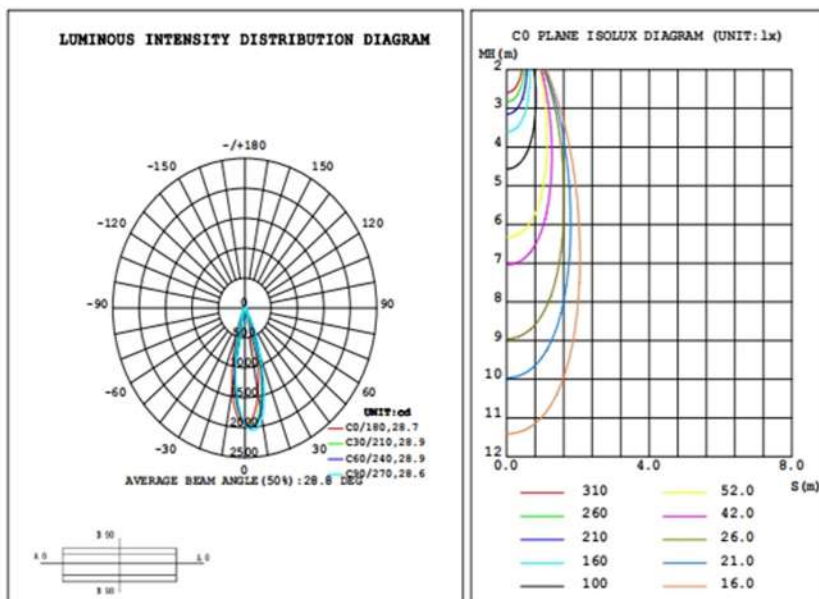 LUMINOUS INTENSITY DISTRIBUTION DIAGRAM
-/+180
-150 150
-120 120
-90 90
-60 60
-30 30
0
500
1000
1500
2000
2500
0
UNIT:cd
C0/180,28.7
C30/210,28.9
C60/240,28.9
C90/270,28.6
AVERAGE BEAM ANGLE(50%):28.8 DEG
C0 PLANE ISOLUX DIAGRAM (UNIT:lx)
MH(m)
2
3
4
5
6
7
8
9
10
11
12
0.0 4.0 8.0
S(m)
310 52.0
260 42.0
210 26.0
160 21.0
100 16.0